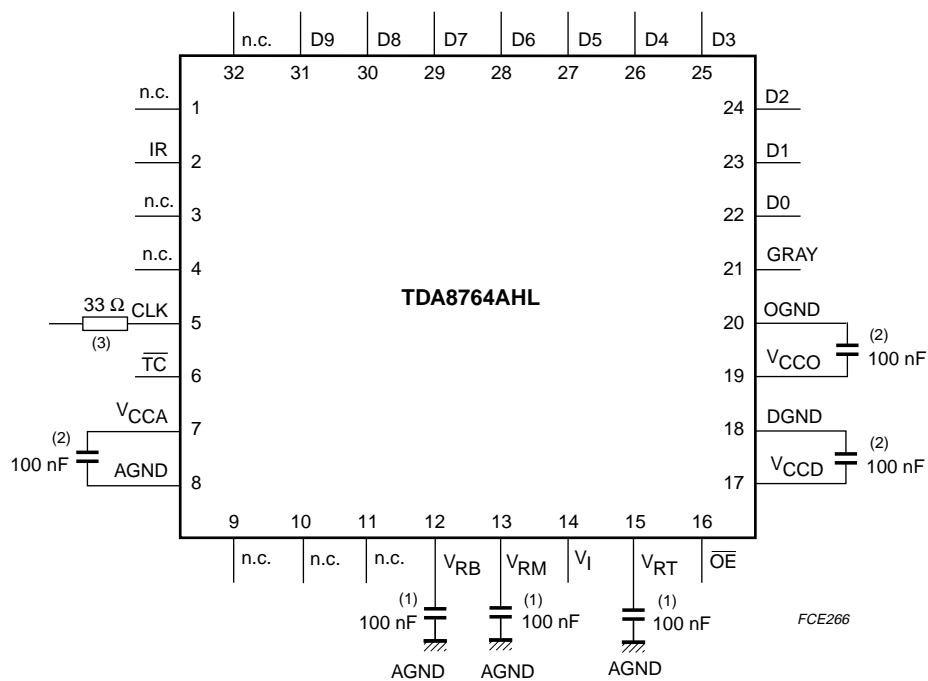 n.c. D9 D8 D7 D6 D5 D4 D3
32 31 30 29 28 27 26 25
n.c. 1 24 D2
IR 2 23 D1
n.c. 3 22 D0
n.c. 4 21 GRAY
TDA8764AHL
33 Ω CLK 5 20 OGND
(3)
(2) 100 nF
TC 6 19 VCCO
VCCA 7 18 DGND
(2) 100 nF
(2) 100 nF
AGND 8 17 VCCD
9 10 11 12 13 14 15 16
n.c. n.c. n.c. VRB VRM VI VRT OE
(1) (1) (1)
100 nF 100 nF 100 nF
AGND AGND AGND
FCE266